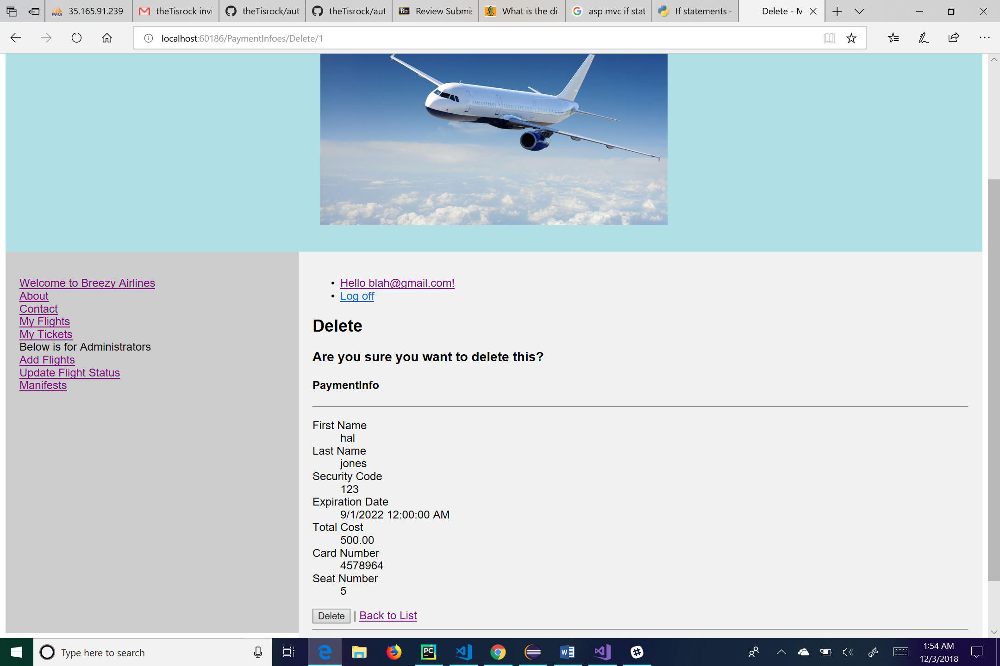 35.165.91.239
theTisrock invi
theTisrock/aut
theTisrock/aut
Review Submi
What is the di
asp mvc if stat
If statements -
Delete - M
localhost:60186/PaymentInfoes/Delete/1
Welcome to Breezy Airlines
About
Contact
My Flights
My Tickets
Below is for Administrators
Add Flights
Update Flight Status
Manifests
Hello blah@gmail.com!
Log off
Delete
Are you sure you want to delete this?
PaymentInfo
First Name
hal
Last Name
jones
Security Code
123
Expiration Date
9/1/2022 12:00:00 AM
Total Cost
500.00
Card Number
4578964
Seat Number
5
Delete | Back to List
Type here to search
1:54 AM
12/3/2018